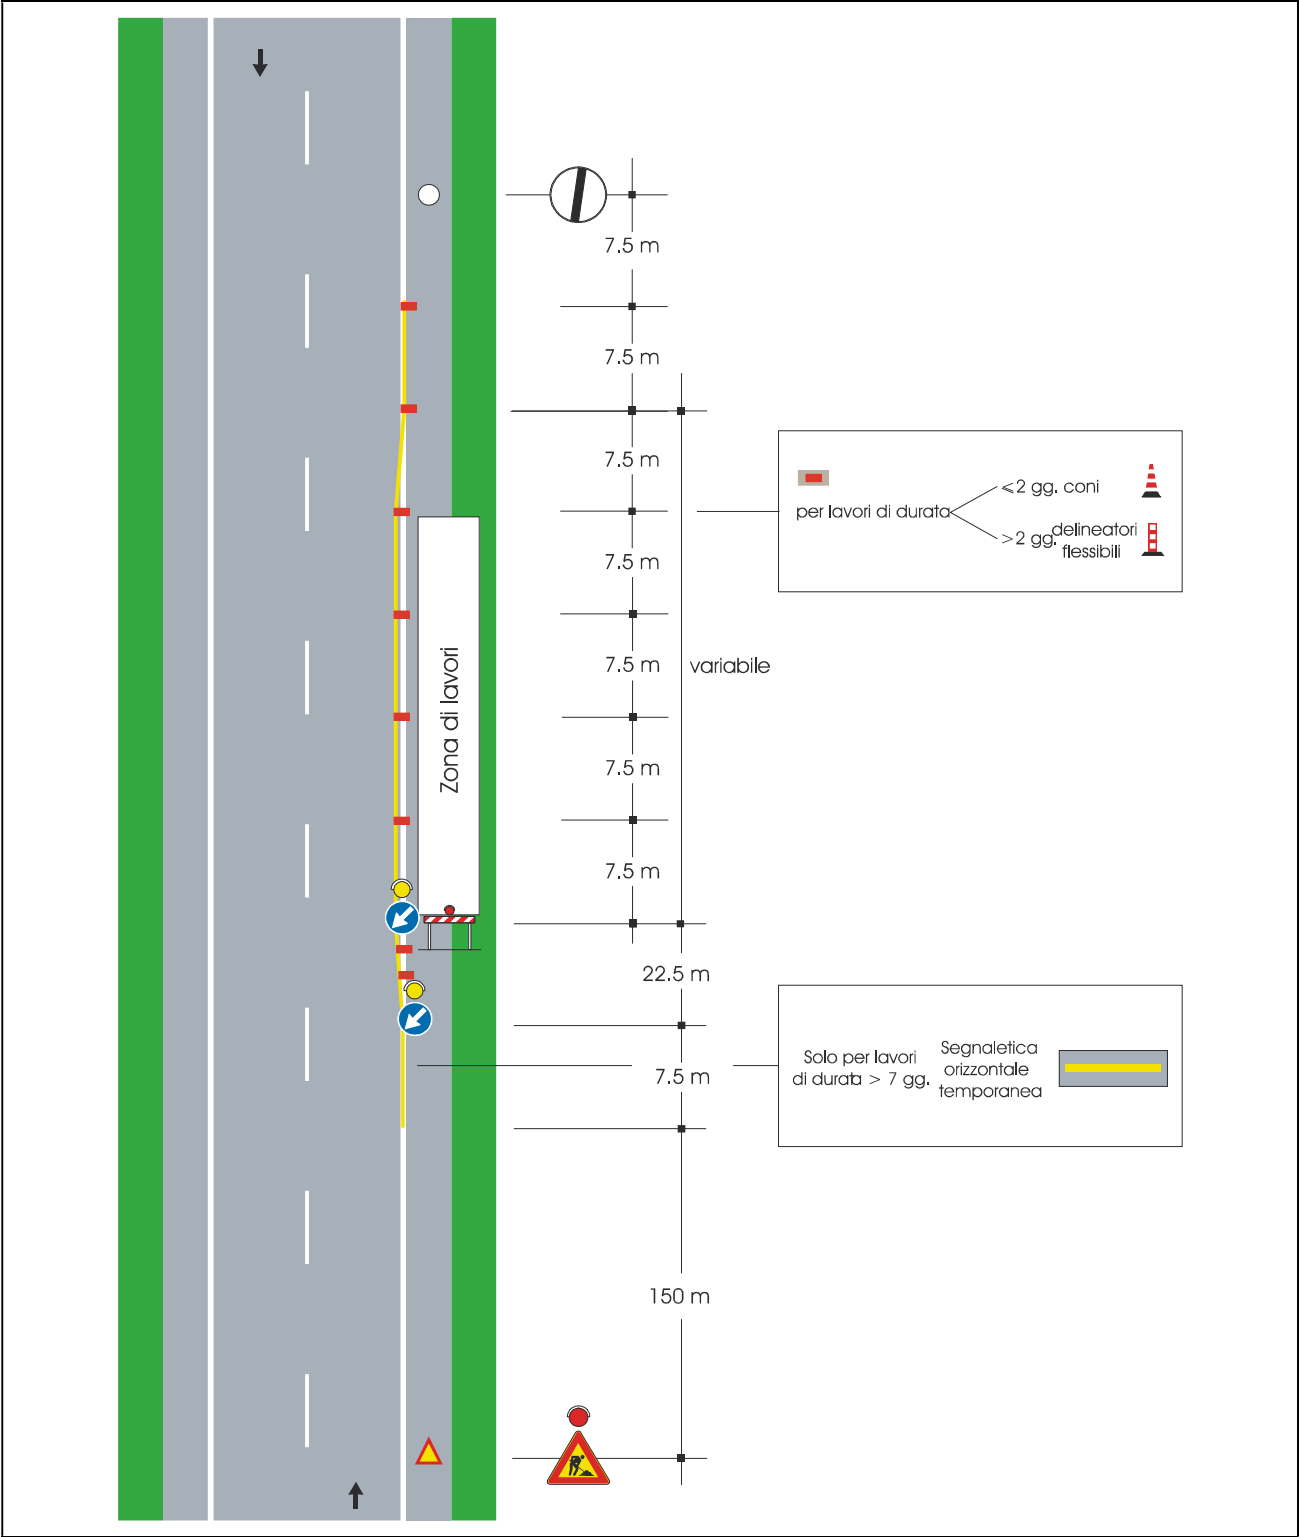 7.5 m
7.5 m
7.5 m
≤2 gg. coni
per lavori di durata
>2 gg.
delineatori
flessibili
7.5 m
7.5 m
variabile
Zona di lavori
7.5 m
7.5 m
22.5 m
Solo per lavori
di durata > 7 gg.
Segnaletica
orizzontale
temporanea
7.5 m
150 m